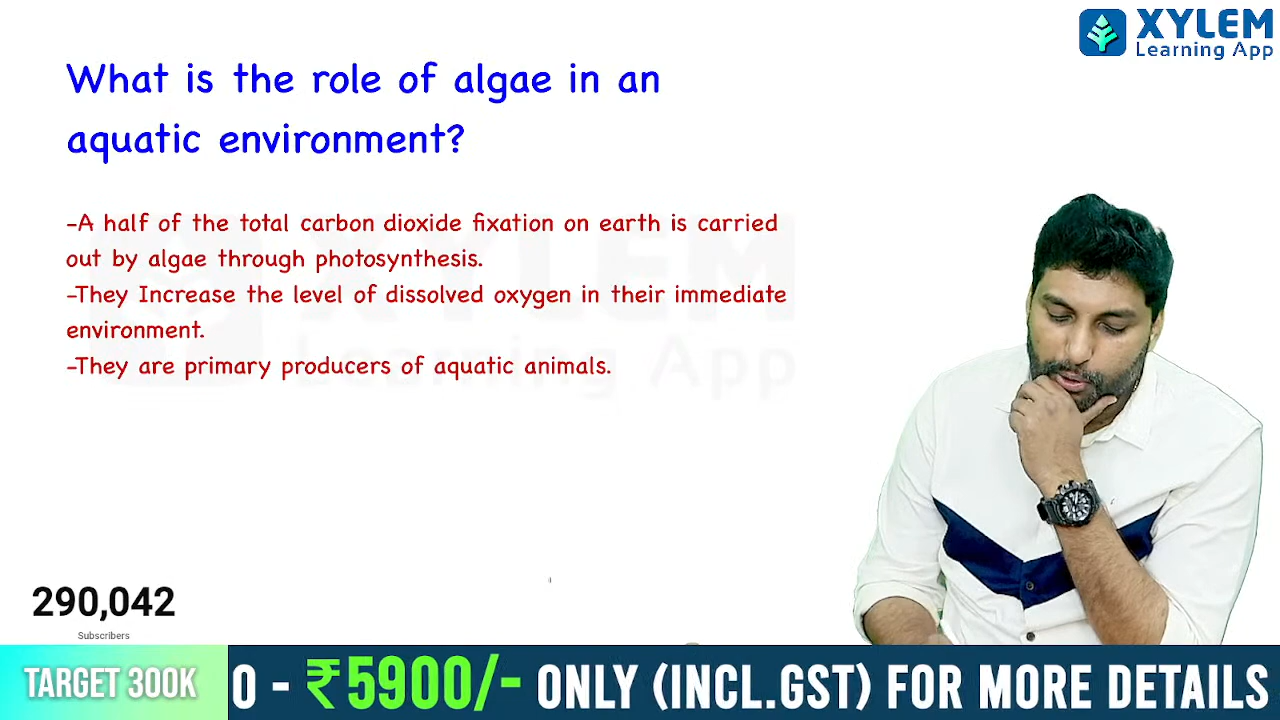 XYLEM
Learning App
What is the role of algae in an
aquatic environment?
-A half of the total carbon dioxide fixation on earth is carried
out by algae through photosynthesis.
-They Increase the level of dissolved oxygen in their immediate
environment.
-They are primary producers of aquatic animals.
XYLEM
Learning App
290,042
Subscribers
TARGET 300K
0 - ₹5900/- ONLY (INCL.GST) FOR MORE DETAILS